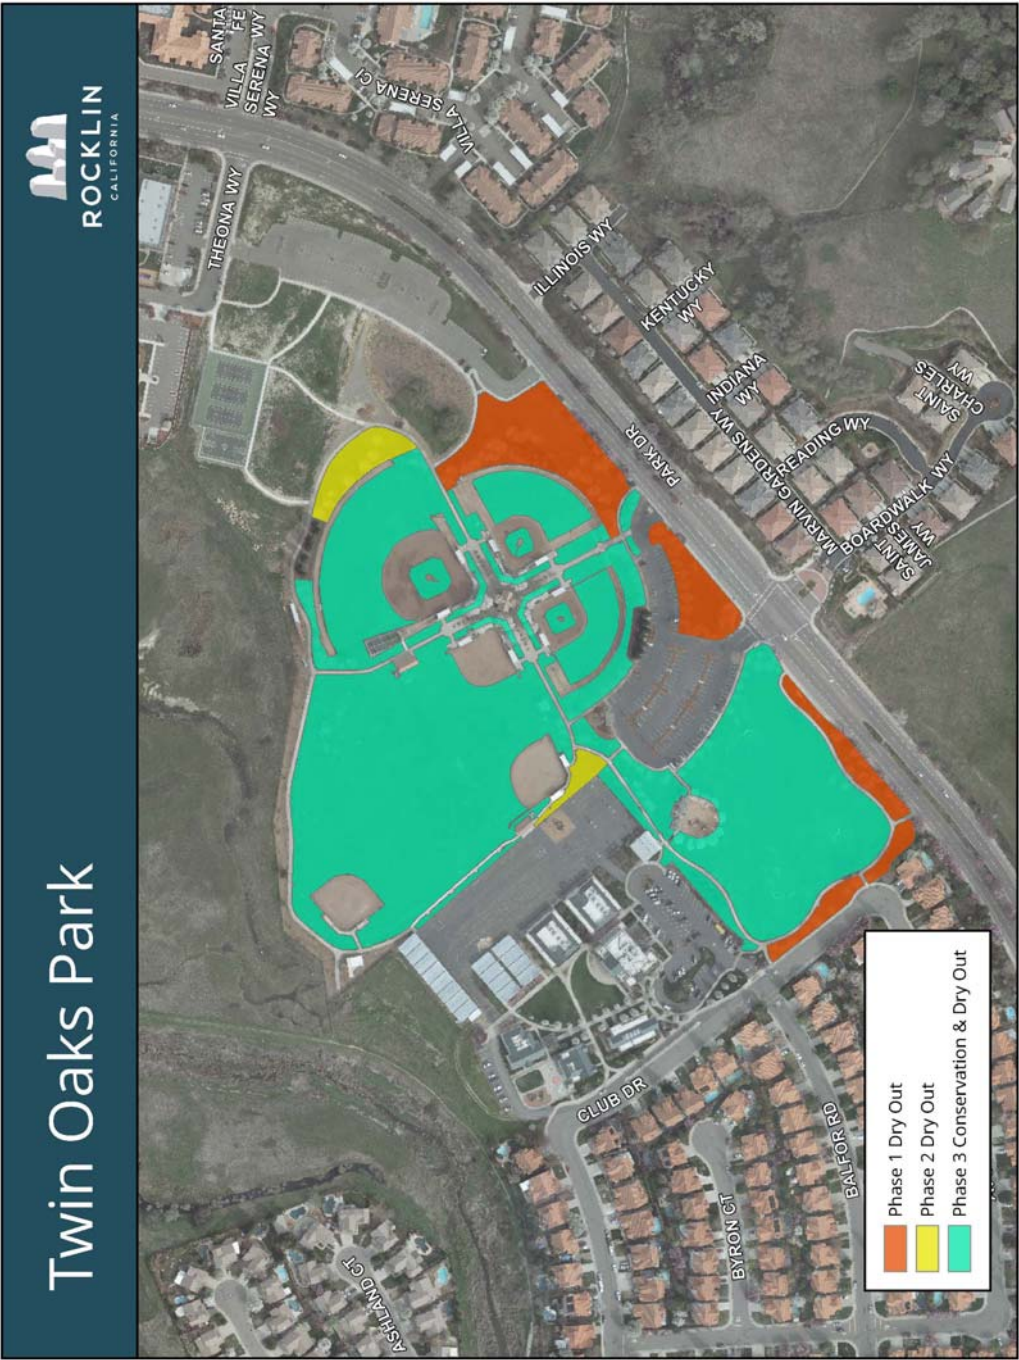 Twin Oaks Park
ROCKLIN
CALIFORNIA
SANTA
FE
VILLA
SERENA WY
WY
THEONA WY
VILLA SERENA CI
ILLINOIS WY
KENTUCKY
WY
INDIANA
WY
PARK DR
MARVIN GARDENS WY
READING WY
SAINT
CHARLES
WY
BOARDWALK WY
SAINT
JAMES
WY
ASHLAND CT
CLUB DR
BYRON CT
BALFOR RD
Phase 1 Dry Out
Phase 2 Dry Out
Phase 3 Conservation & Dry Out